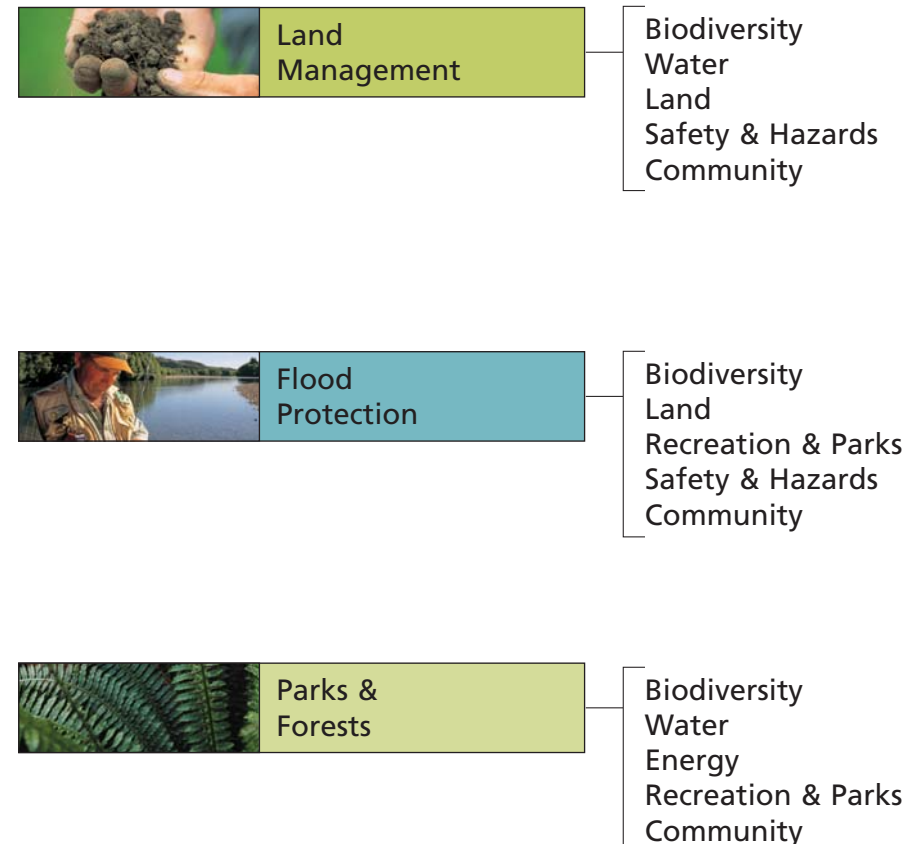 Land
Management
Biodiversity
Water
Land
Safety & Hazards
Community
Flood
Protection
Biodiversity
Land
Recreation & Parks
Safety & Hazards
Community
Parks &
Forests
Biodiversity
Water
Energy
Recreation & Parks
Community